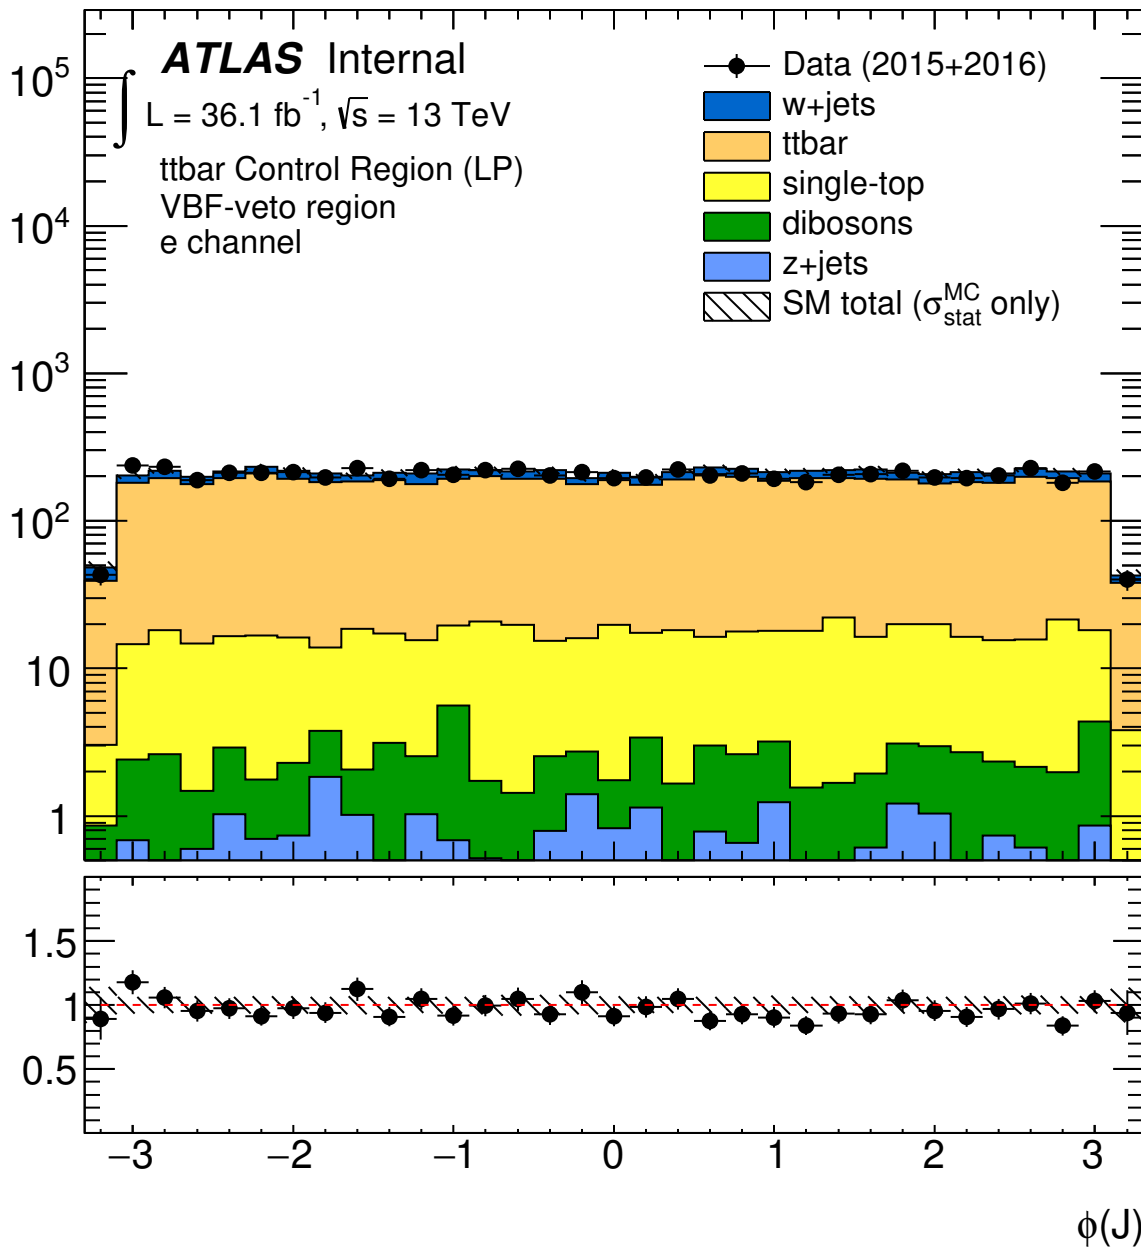 ATLAS Internal
∫ L = 36.1 fb⁻¹, √s = 13 TeV
ttbar Control Region (LP)
VBF-veto region
e channel
Data (2015+2016)
w+jets
ttbar
single-top
dibosons
z+jets
SM total (σ^MC_stat only)
10⁵
10⁴
10³
10²
10
1
1.5
1
0.5
−3 −2 −1 0 1 2 3
ϕ(J)